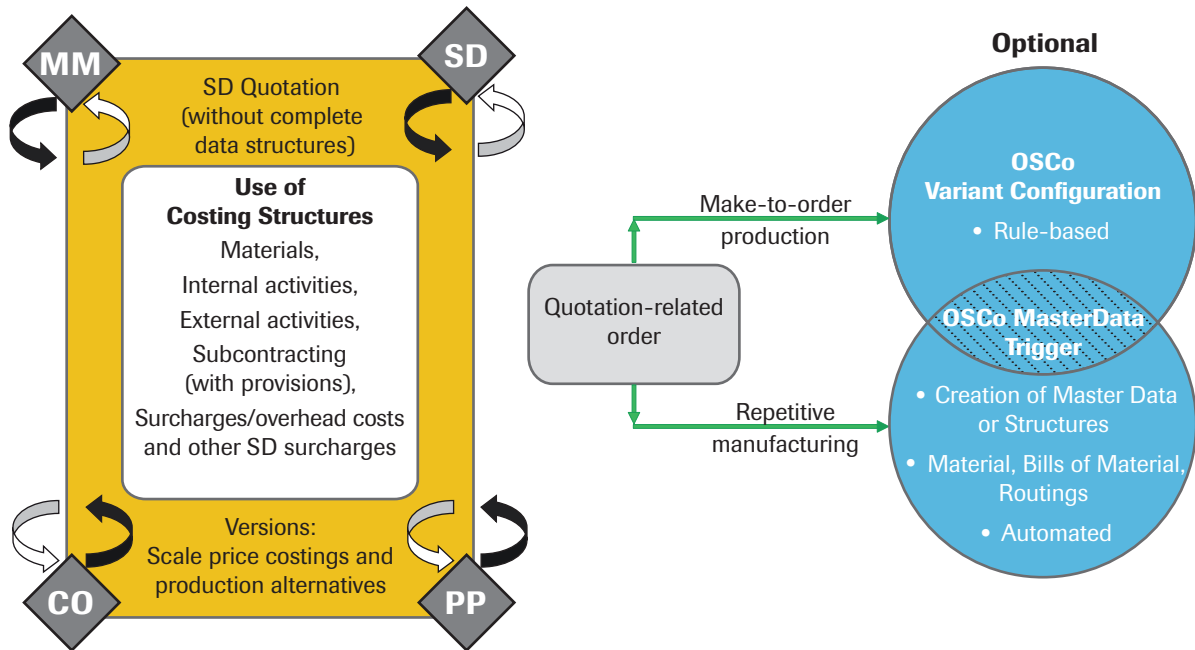 MM
SD
SD Quotation
(without complete
data structures)
Use of
Costing Structures
Materials,
Internal activities,
External activities,
Subcontracting
(with provisions),
Surcharges/overhead costs
and other SD surcharges
Versions:
Scale price costings and
production alternatives
CO
PP
Quotation-related
order
Make-to-order
production
Repetitive
manufacturing
Optional
OSCo
Variant Configuration
• Rule-based
OSCo MasterData
Trigger
• Creation of Master Data
or Structures
• Material, Bills of Material,
Routings
• Automated